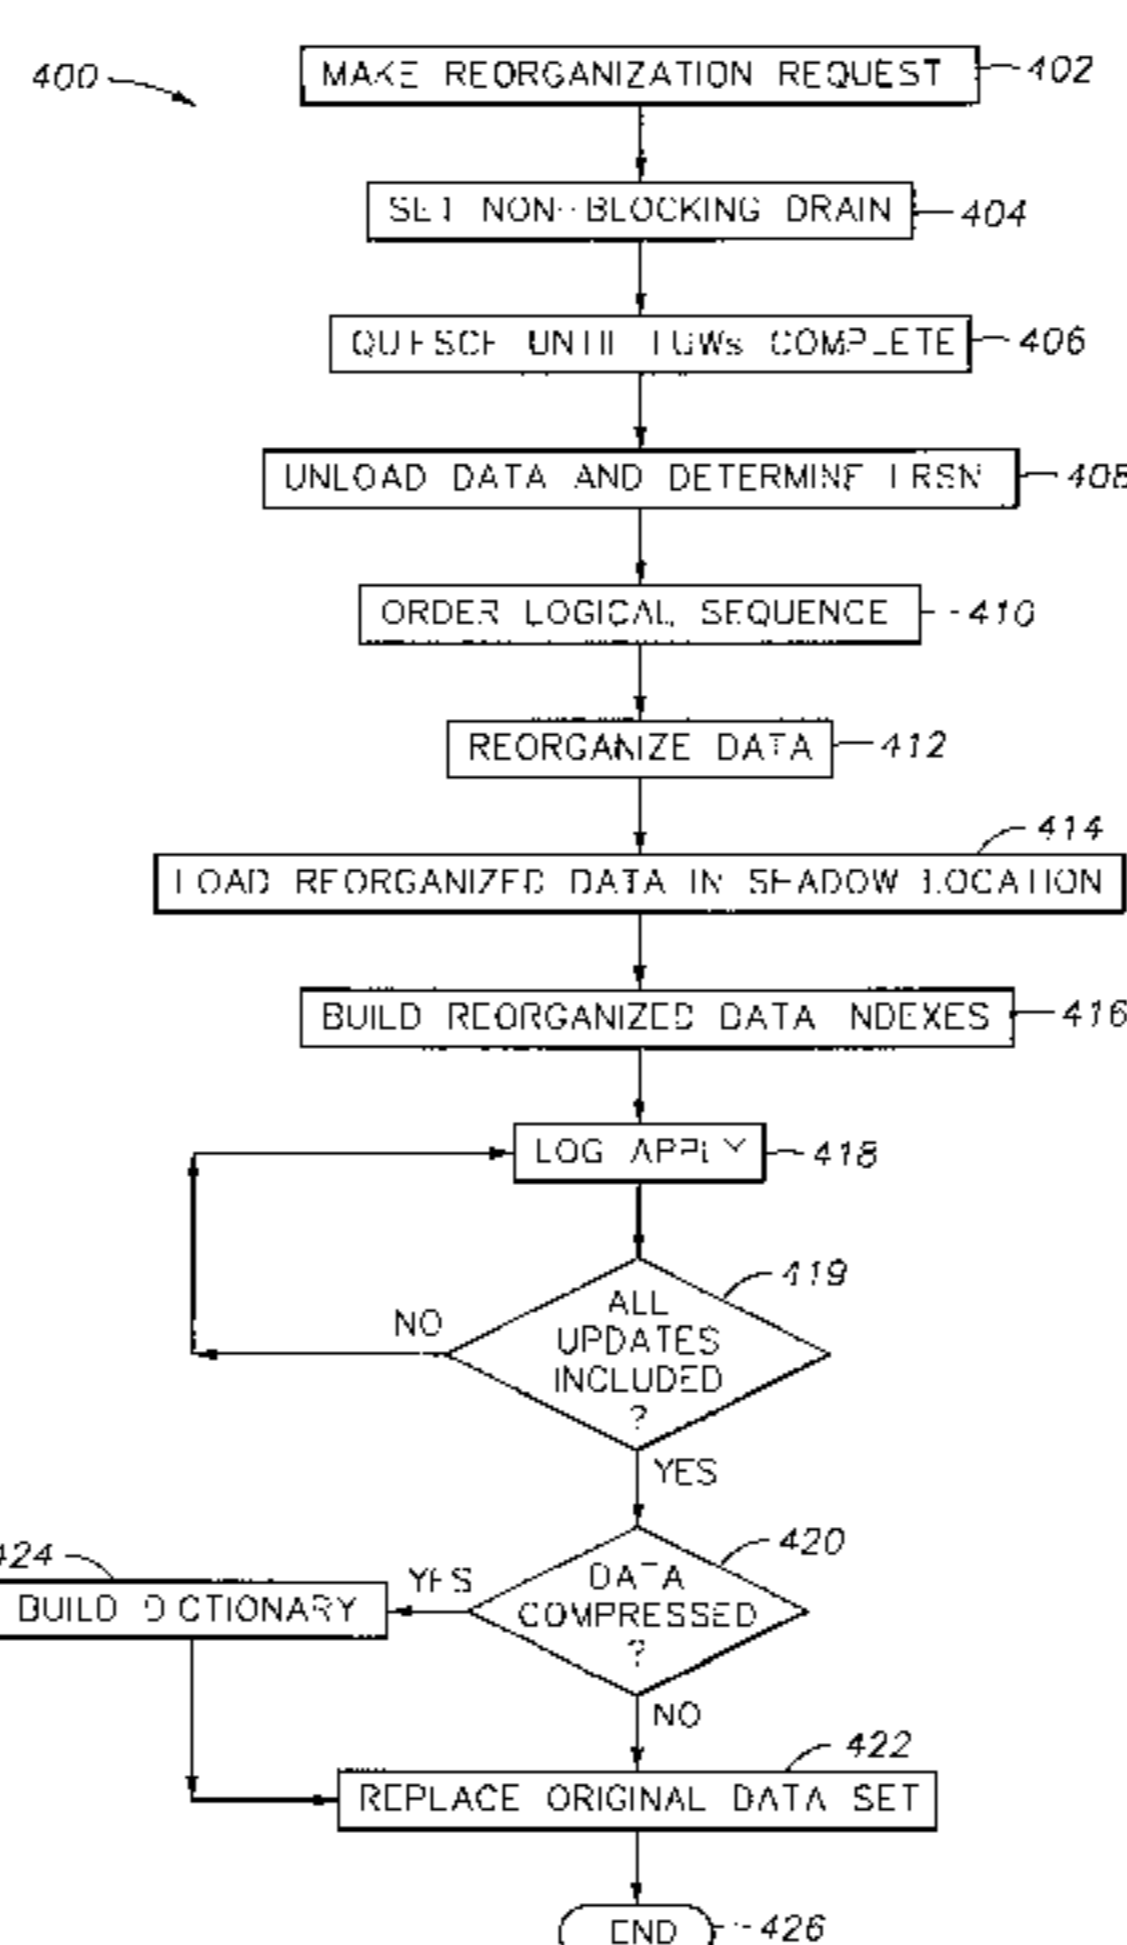 400
MAKE REORGANIZATION REQUEST 402
SET NON-BLOCKING DRAIN 404
QUIESCE UNTIL LUWs COMPLETE 406
UNLOAD DATA AND DETERMINE LRSN 408
ORDER LOGICAL SEQUENCE 410
REORGANIZE DATA 412
414
LOAD REORGANIZED DATA IN SHADOW LOCATION
BUILD REORGANIZED DATA INDEXES 416
LOG APPLY 418
419
ALL
UPDATES
INCLUDED
?
NO
YES
420
DATA
COMPRESSED
?
YES
424
BUILD DICTIONARY
NO
422
REPLACE ORIGINAL DATA SET
END 426